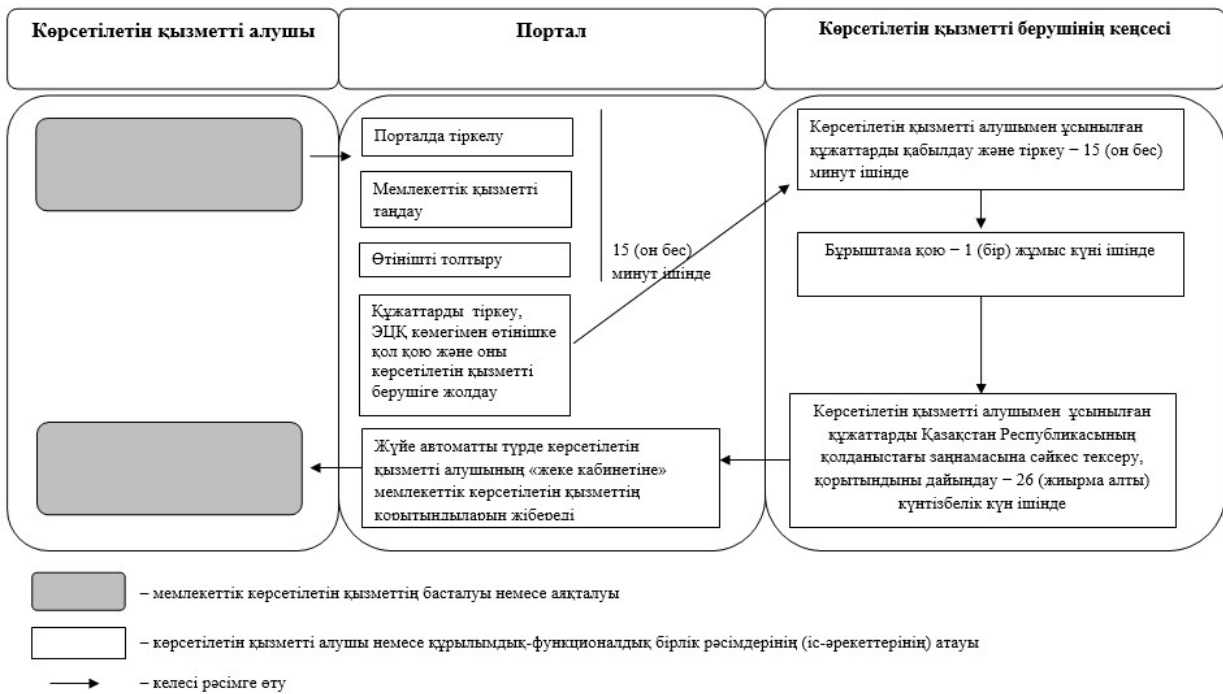 Көрсетілетін қызметті алушы
Портал
Көрсетілетін қызметті берушінің кеңсесі
Порталда тіркелу
Мемлекеттік қызметті
таңдау
Өтінішті толтыру
Құжаттарды тіркеу,
ЭЦҚ көмегімен өтінішке
қол қою және оны
көрсетілетін қызметті
берушіге жолдау
15 (он бес)
минут ішінде
Жүйе автоматты түрде көрсетілетін
қызметті алушының «жеке кабинетіне»
мемлекеттік көрсетілетін қызметтің
қорытындыларын жібереді
Көрсетілетін қызметті алушымен ұсынылған
құжаттарды қабылдау және тіркеу – 15 (он бес)
минут ішінде
Бұрыштама қою – 1 (бір) жұмыс күні ішінде
Көрсетілетін қызметті алушымен ұсынылған
құжаттарды Қазақстан Республикасының
қолданыстағы заңнамасына сәйкес тексеру,
қорытындыны дайындау – 26 (жиырма алты)
күнтізбелік күн ішінде
– мемлекеттік көрсетілетін қызметтің басталуы немесе аяқталуы
– көрсетілетін қызметті алушы немесе құрылымдық-функционалдық бірлік рәсімдерінің (іс-әрекеттерінің) атауы
– келесі рәсімге өту